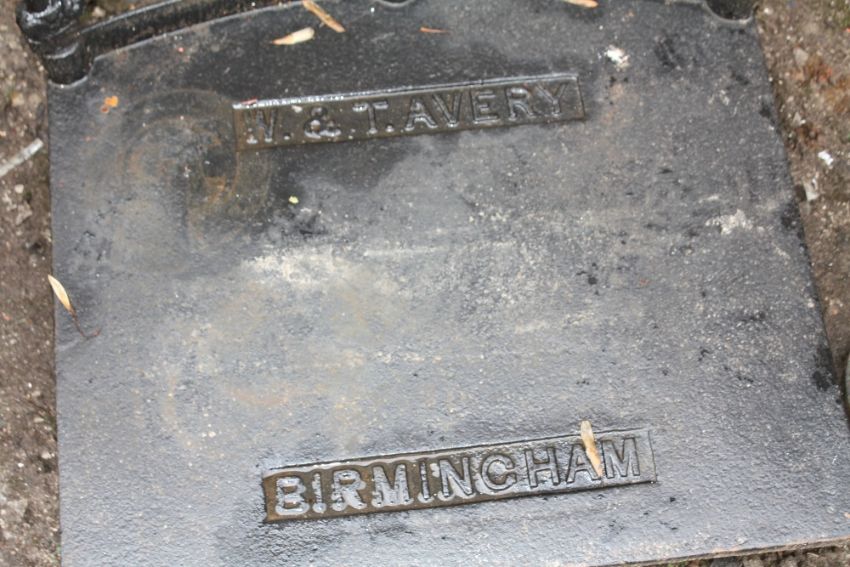 W. & T. AVERY
BIRMINGHAM